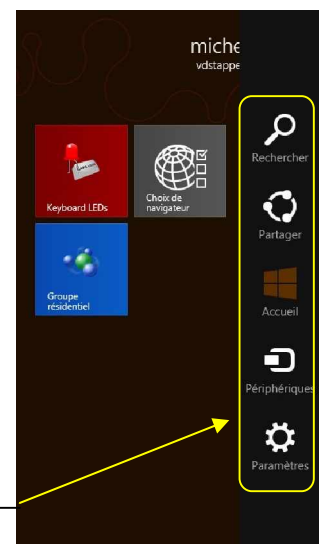 miche
vdstappe
Keyboard LEDs
Choix de
navigateur
Groupe
résidentiel
Rechercher
Partager
Accueil
Périphériques
Paramètres